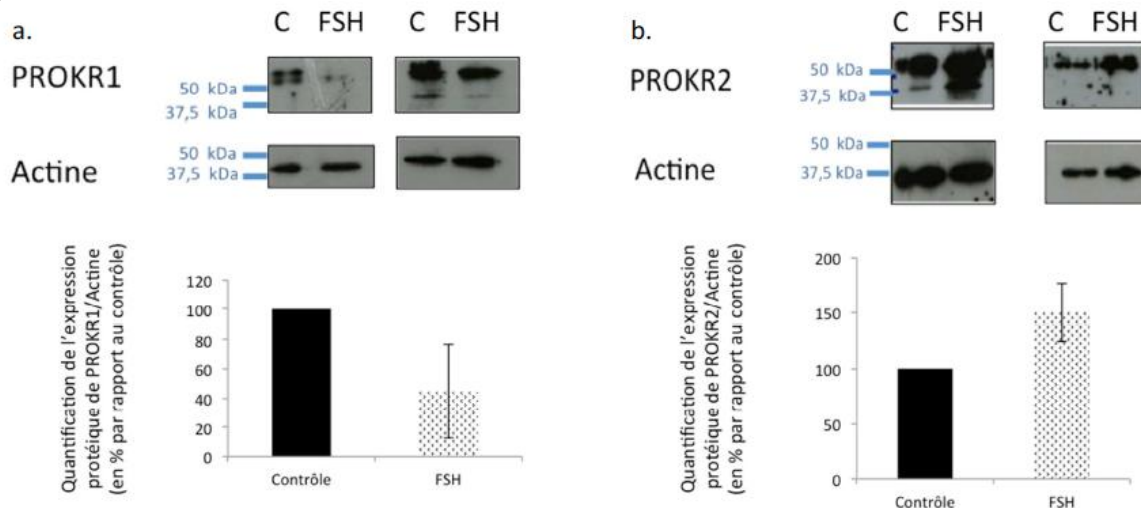 a.
C FSH
C FSH
PROKR1
50 kDa
37,5 kDa
Actine
50 kDa
37,5 kDa
Quantification de l'expression
protéique de PROKR1/Actine
(en % par rapport au contrôle)
120
100
80
60
40
20
0
Contrôle
FSH
b.
C FSH
C FSH
PROKR2
50 kDa
37,5 kDa
Actine
50 kDa
37,5 kDa
Quantification de l'expression
protéique de PROKR2/Actine
(en % par rapport au contrôle)
200
150
100
50
0
Contrôle
FSH